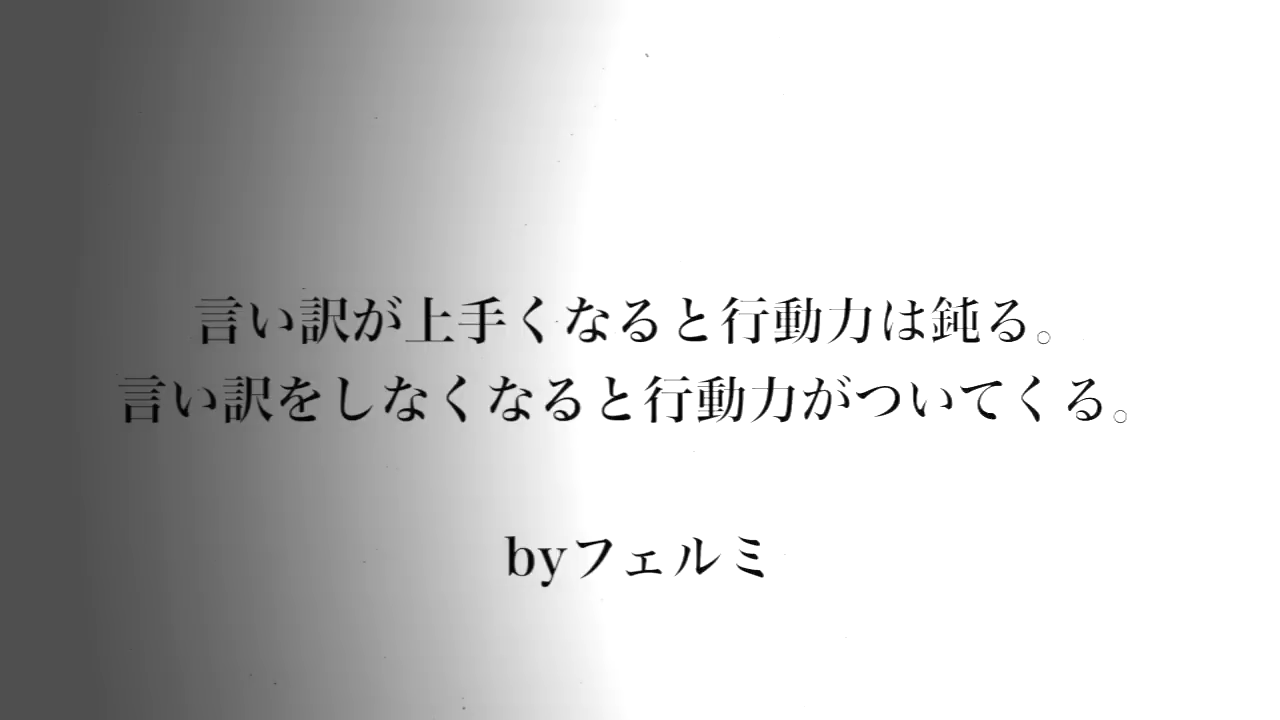 言い訳が上手くなると行動力は鈍る。
言い訳をしなくなると行動力がついてくる。
byフェルミ